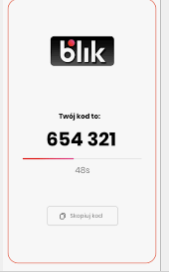 blik
Twój kod to:
654 321
48s
Skopiuj kod